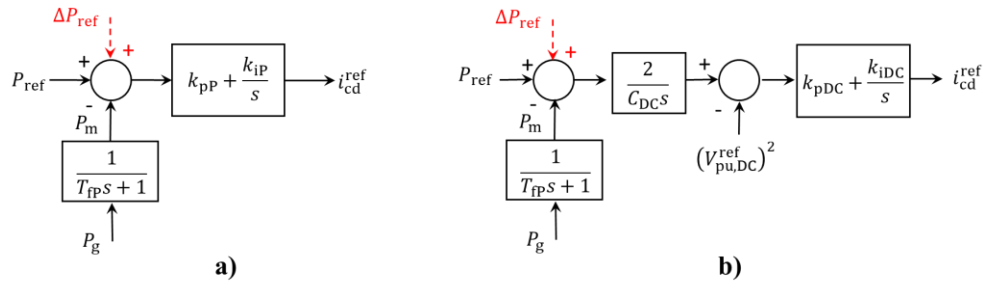 ΔP_ref
+
+
P_ref
-
P_m
k_pP + k_iP/s
i_cd^ref
1/(T_fP s + 1)
P_g
a)
ΔP_ref
+
+
P_ref
-
P_m
2/(C_DC s)
+
-
(V_pu,DC^ref)^2
k_pDC + k_iDC/s
i_cd^ref
1/(T_fP s + 1)
P_g
b)